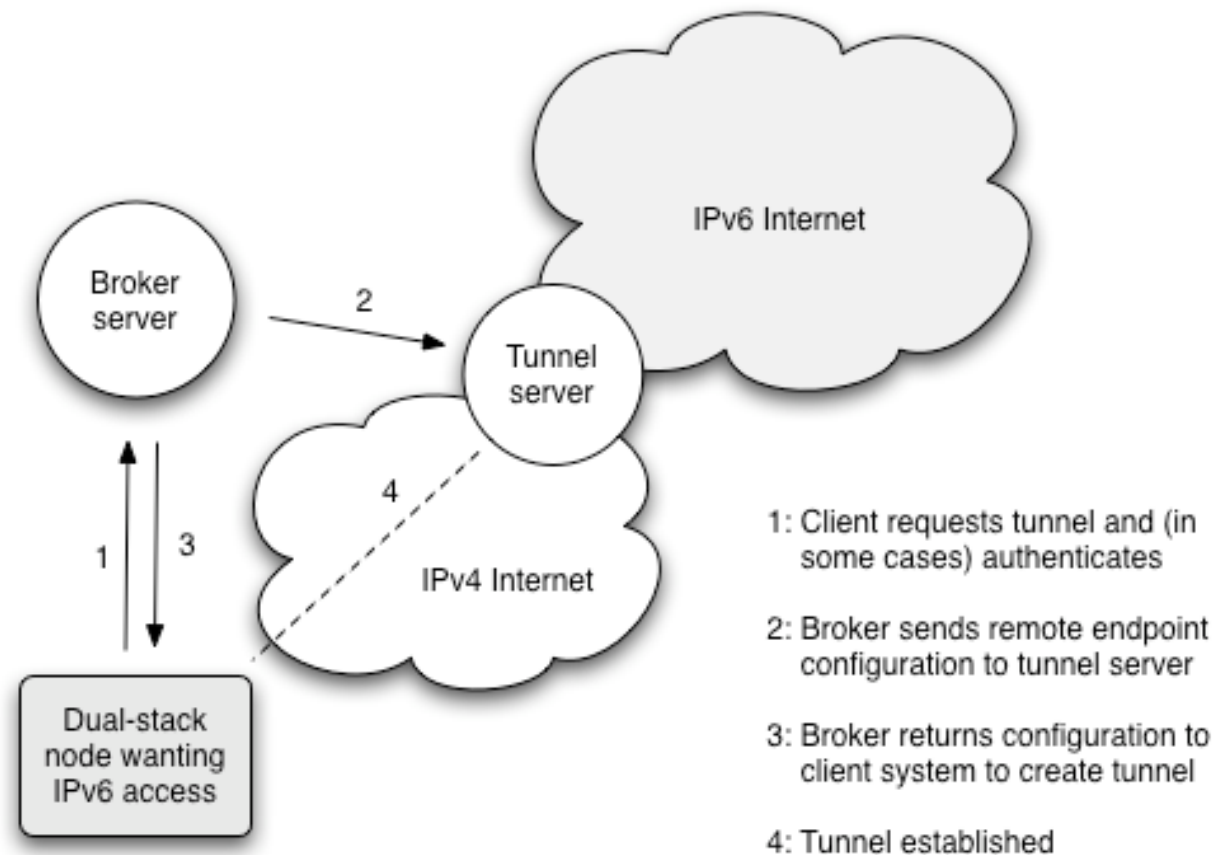 IPv6 Internet
Broker
server
2
Tunnel
server
4
1
3
IPv4 Internet
1: Client requests tunnel and (in
some cases) authenticates
2: Broker sends remote endpoint
configuration to tunnel server
3: Broker returns configuration to
client system to create tunnel
4: Tunnel established
Dual-stack
node wanting
IPv6 access